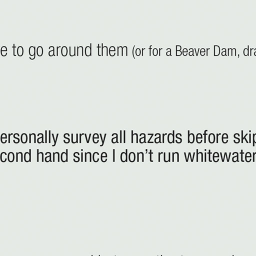 e to go around them (or for a Beaver Dam, dra
ersonally survey all hazards before skip
cond hand since I don't run whitewater